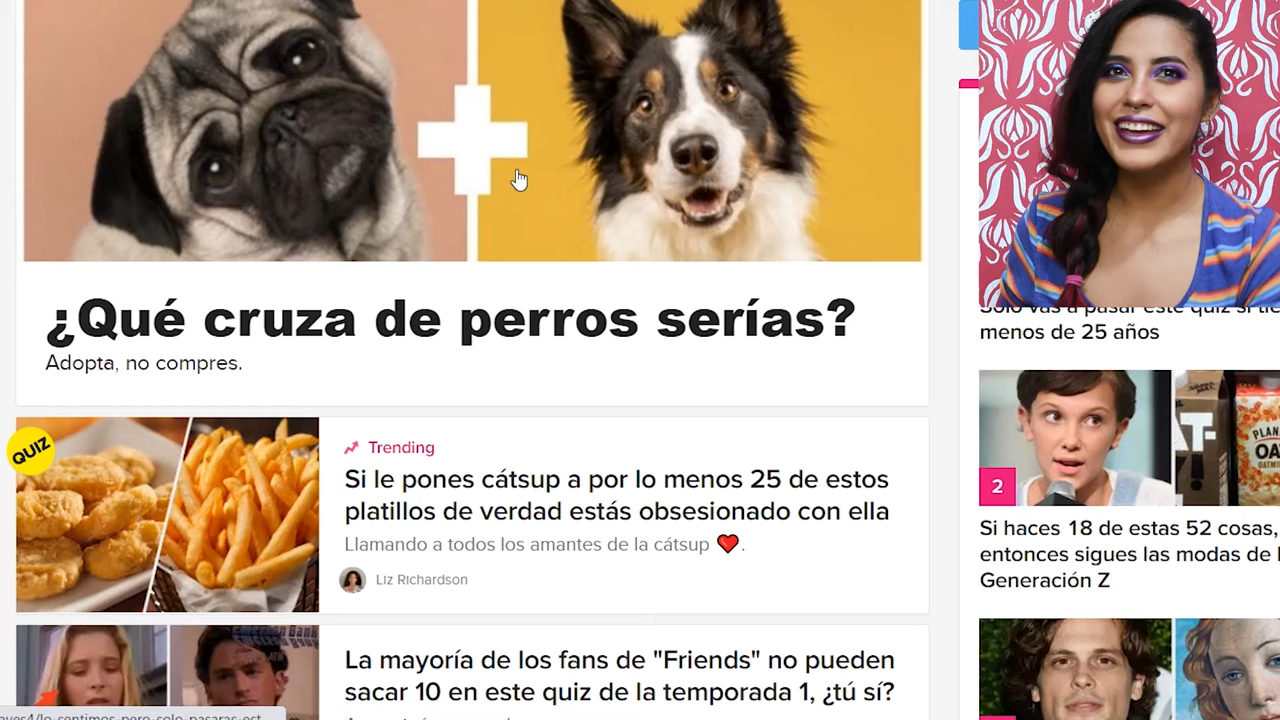 ¿Qué cruza de perros serías?
Adopta, no compres.
QUIZ
Trending
Si le pones cátsup a por lo menos 25 de estos
platillos de verdad estás obsesionado con ella
Llamando a todos los amantes de la cátsup ❤️.
Liz Richardson
La mayoría de los fans de "Friends" no pueden
sacar 10 en este quiz de la temporada 1, ¿tú sí?
menos de 25 años
2
Si haces 18 de estas 52 cosas,
entonces sigues las modas de l
Generación Z